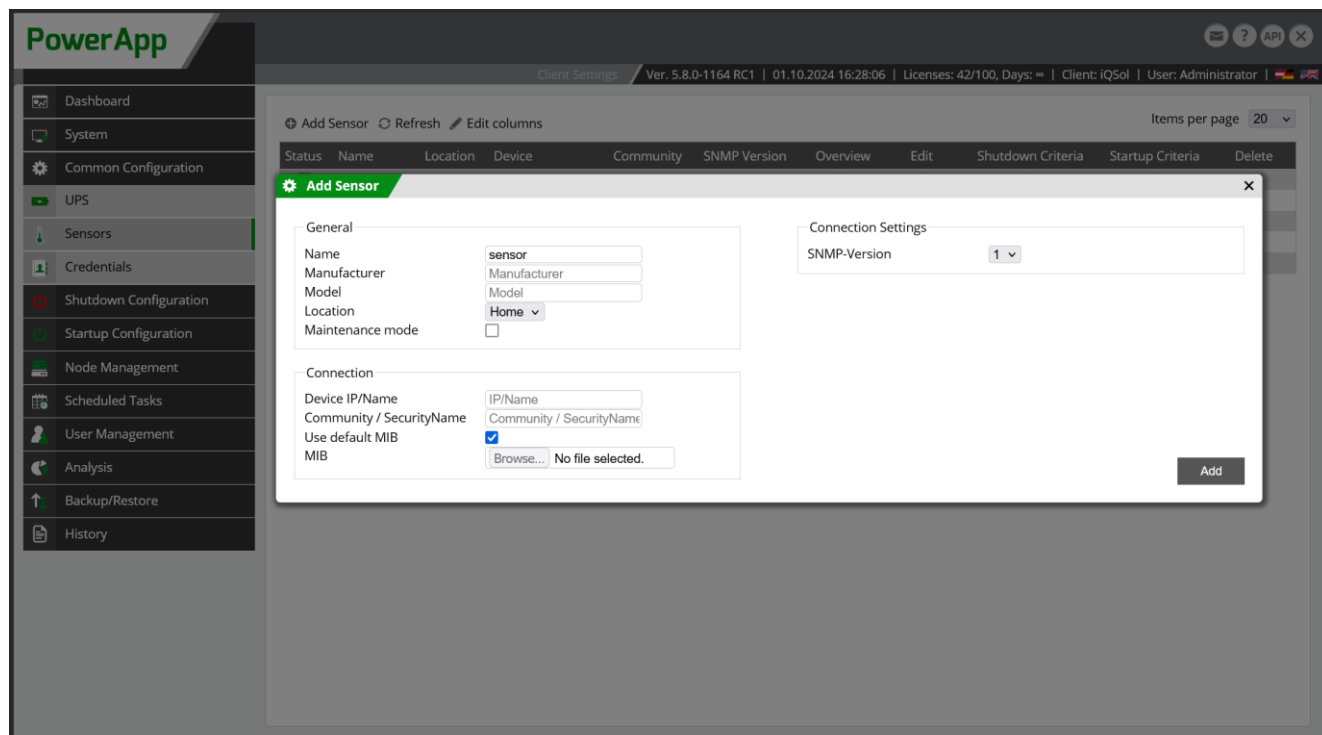 PowerApp
API
Client Settings
Ver. 5.8.0-1164 RC1 | 01.10.2024 16:28:06 | Licenses: 42/100, Days: ∞ | Client: iQSol | User: Administrator |
Dashboard
System
Common Configuration
UPS
Sensors
Credentials
Shutdown Configuration
Startup Configuration
Node Management
Scheduled Tasks
User Management
Analysis
Backup/Restore
History
Add Sensor Refresh Edit columns
Items per page 20
Status Name Location Device Community SNMP Version Overview Edit Shutdown Criteria Startup Criteria Delete
Add Sensor
General
Name sensor
Manufacturer Manufacturer
Model Model
Location Home
Maintenance mode
Connection
Device IP/Name IP/Name
Community / SecurityName Community / SecurityName
Use default MIB
MIB Browse... No file selected.
Connection Settings
SNMP-Version 1
Add